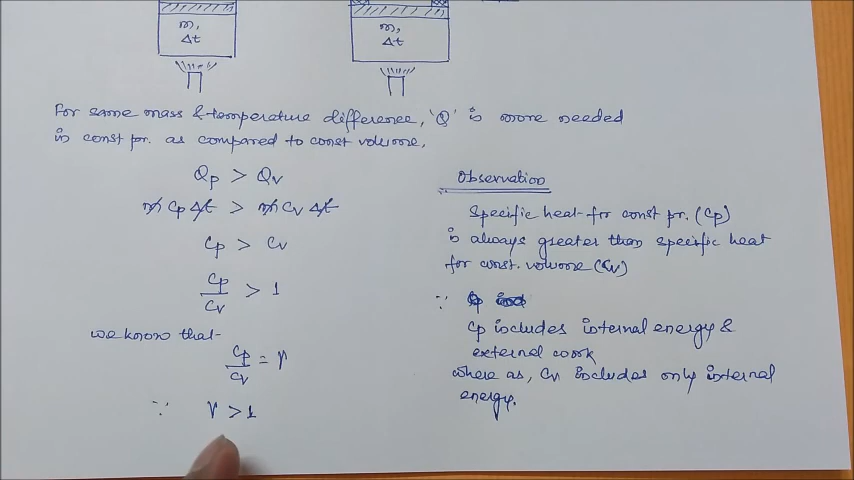 m,
Δt
m,
Δt
For same mass & temperature difference, 'Q' is more needed
in const pr. as compared to const volume,
Qp > Qv
m Cp Δt > m Cv Δt
Cp > Cv
Cp/Cv > 1
we know that
Cp/Cv = γ
∵ γ > 1
Observation
Specific heat for const pr. (Cp)
is always greater than specific heat
for const. volume (Cv)
∵
Cp includes internal energy &
external work
where as, Cv includes only internal
energy.